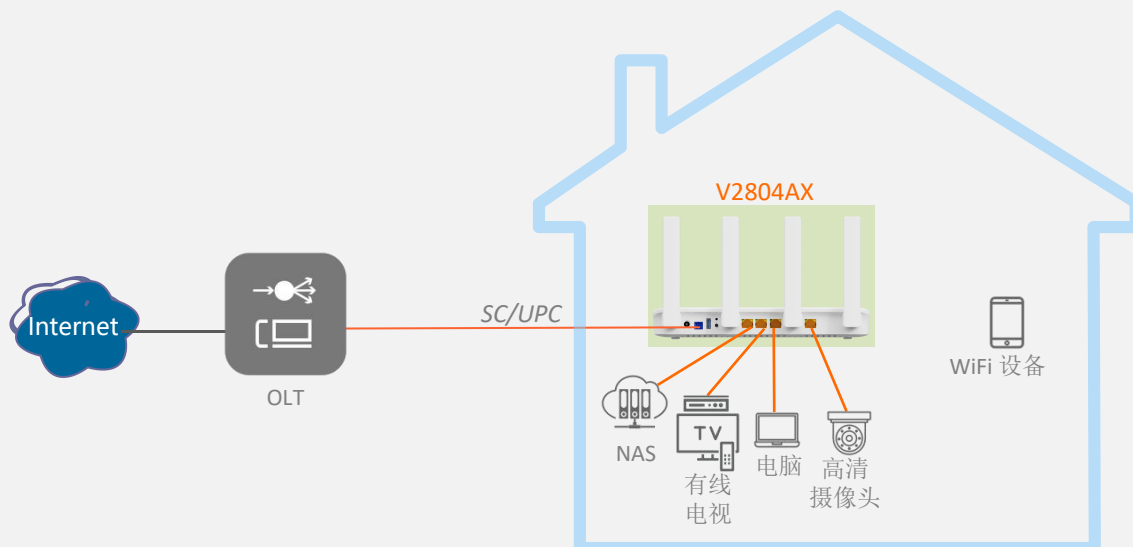 V2804AX
Internet
SC/UPC
OLT
WiFi 设备
NAS
TV
有线
电视
电脑
高清
摄像头